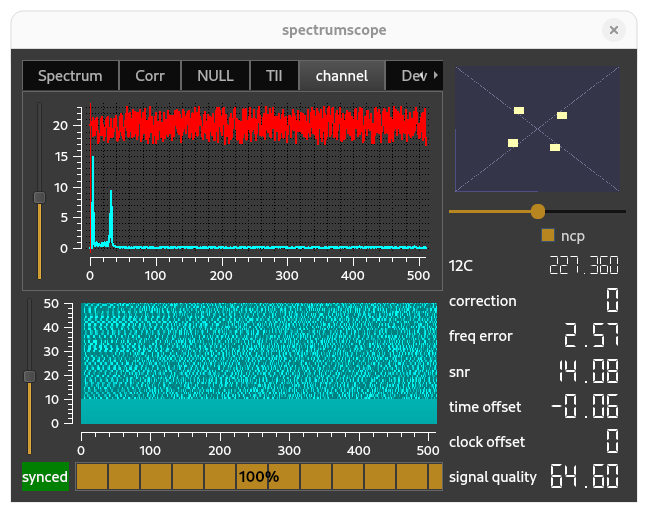 spectrumscope
Spectrum Corr NULL TII channel Dev
20
15
10
5
0
0 100 200 300 400 500
50
40
30
20
10
0
0 100 200 300 400 500
synced 100%
ncp
12C 227.360
correction 0
freq error 2.57
snr 14.08
time offset -0.06
clock offset 0
signal quality 64.60